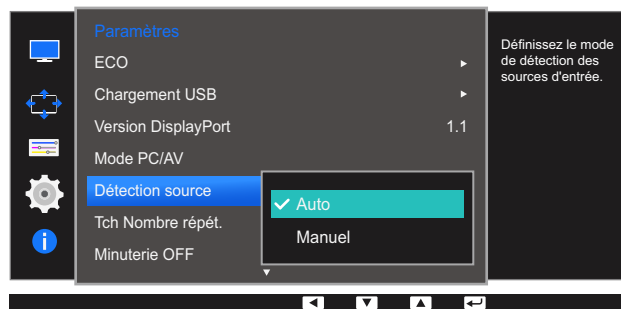 Paramètres
ECO
Chargement USB
Version DisplayPort 1.1
Mode PC/AV
Détection source
Auto
Manuel
Tch Nombre répét.
Minuterie OFF
Définissez le mode
de détection des
sources d'entrée.